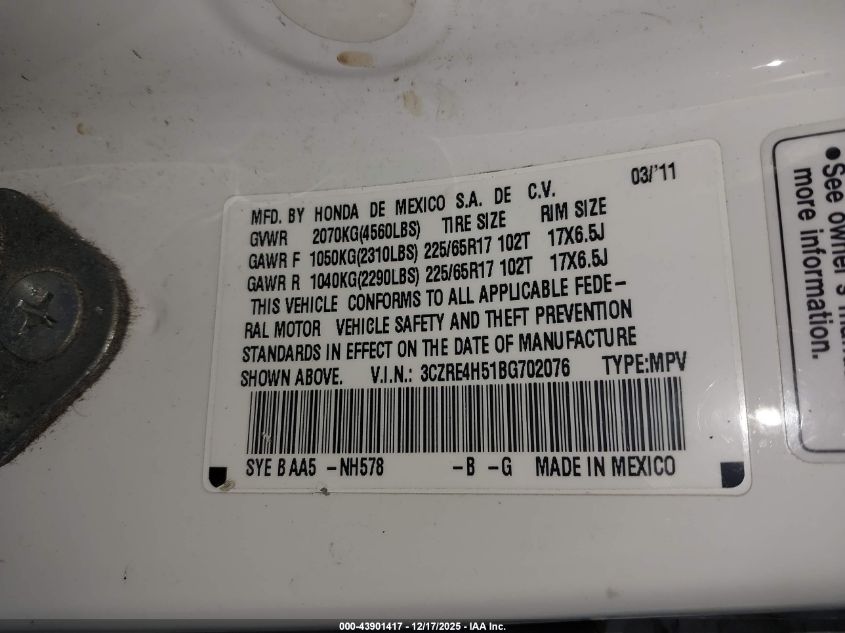 03/'11
MFD. BY HONDA DE MEXICO S.A. DE C.V.
GVWR 2070KG(4560LBS) TIRE SIZE RIM SIZE
GAWR F 1050KG(2310LBS) 225/65R17 102T 17X6.5J
GAWR R 1040KG(2290LBS) 225/65R17 102T 17X6.5J
THIS VEHICLE CONFORMS TO ALL APPLICABLE FEDE-
RAL MOTOR VEHICLE SAFETY AND THEFT PREVENTION
STANDARDS IN EFFECT ON THE DATE OF MANUFACTURE
SHOWN ABOVE. V.I.N.: 3CZRE4H51BG702076 TYPE:MPV
SYE B AA5 -NH578 -B -G MADE IN MEXICO
•See owner's
more information.
000-43901417 - 12/17/2025 - IAA Inc.